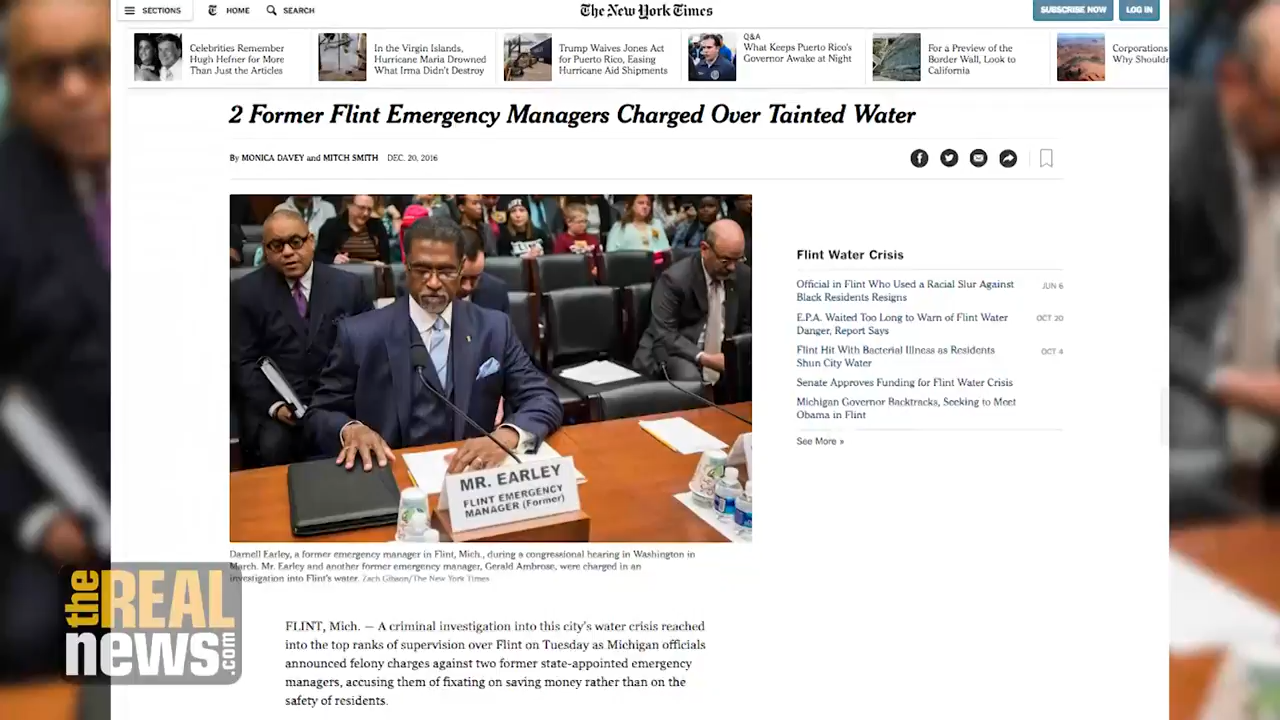 SECTIONS
HOME
SEARCH
The New York Times
SUBSCRIBE NOW
LOG IN
Celebrities Remember
Hugh Hefner for More
Than Just the Articles
In the Virgin Islands,
Hurricane Maria Drowned
What Irma Didn't Destroy
Trump Waives Jones Act
for Puerto Rico, Easing
Hurricane Aid Shipments
Q&A
What Keeps Puerto Rico's
Governor Awake at Night
For a Preview of the
Border Wall, Look to
California
Corporations
Why Should
2 Former Flint Emergency Managers Charged Over Tainted Water
By MONICA DAVEY and MITCH SMITH DEC. 20, 2016
MR. EARLEY
FLINT EMERGENCY
MANAGER (Former)
Flint Water Crisis
Official in Flint Who Used a Racial Slur Against JUN 6
Black Residents Resigns
E.P.A. Waited Too Long to Warn of Flint Water OCT 20
Danger, Report Says
Flint Hit With Bacterial Illness as Residents OCT 4
Shun City Water
Senate Approves Funding for Flint Water Crisis
Michigan Governor Backtracks, Seeking to Meet
Obama in Flint
See More »
Darnell Earley, a former emergency manager in Flint, Mich., during a congressional hearing in Washington in
March. Mr. Earley and another former emergency manager, Gerald Ambrose, were charged in an
investigation into Flint's water. Zach Gibson/The New York Times
FLINT, Mich. — A criminal investigation into this city's water crisis reached
into the top ranks of supervision over Flint on Tuesday as Michigan officials
announced felony charges against two former state-appointed emergency
managers, accusing them of fixating on saving money rather than on the
safety of residents.
the REAL
news.com